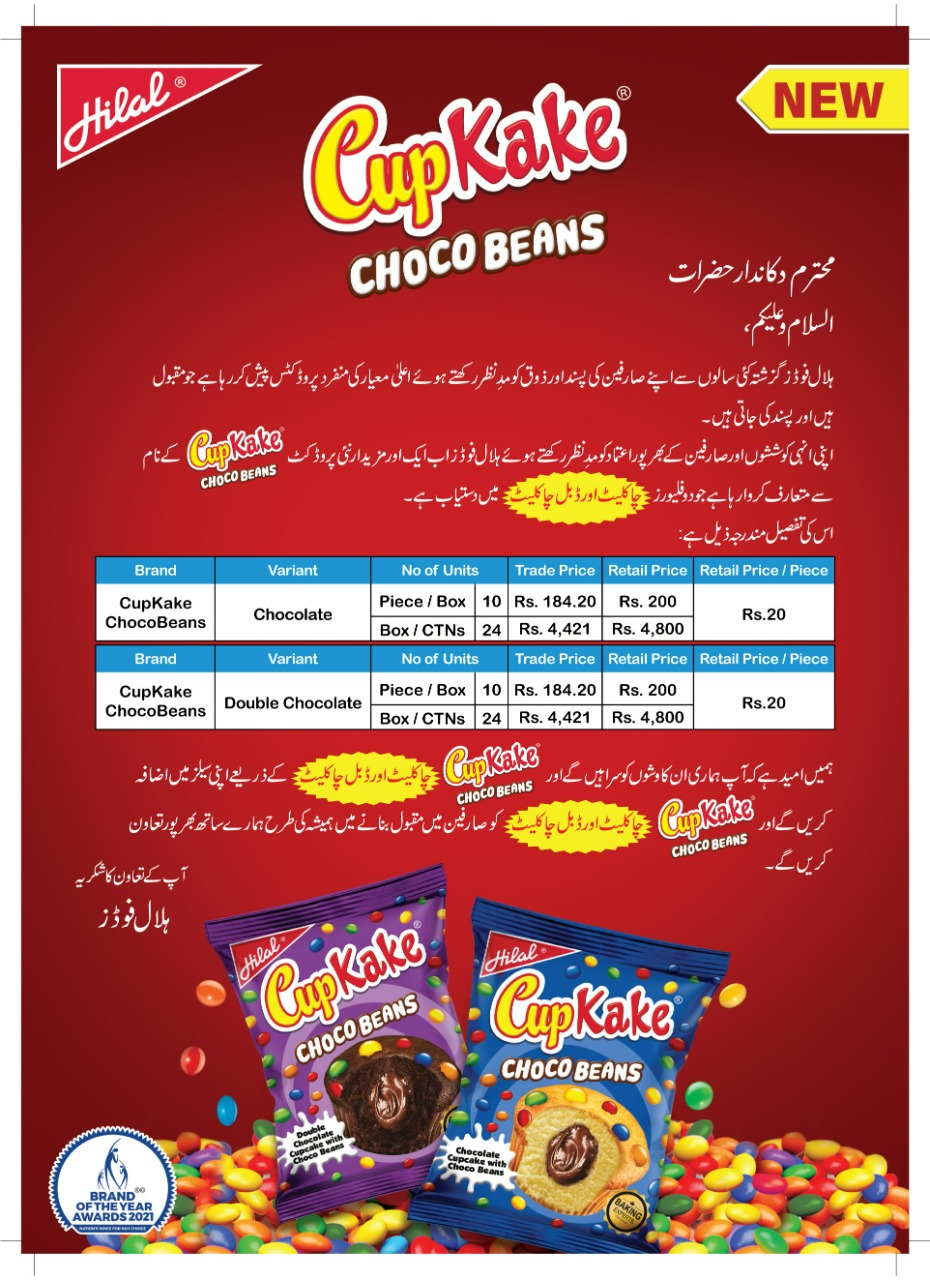 Hilal®
NEW
CupKake®
CHOCO BEANS
محترم دکاندار حضرات
السلام وعلیکم،
ہلال فوڈز گزشتہ کئی سالوں سے اپنے صارفین کی پسند اور ذوق کو مدِنظر رکھتے ہوئے اعلیٰ معیار کی منفرد پروڈکٹس پیش کر رہا ہے جو مقبول
ہیں اور پسند کی جاتی ہیں۔
اپنی انہی کوششوں اور صارفین کے بھرپور اعتماد کو مدِنظر رکھتے ہوئے ہلال فوڈز اب ایک اور مزیدار نئی پروڈکٹ CupKake® CHOCO BEANS کے نام
سے متعارف کروا رہا ہے جو دو فلیورز چاکلیٹ اور ڈبل چاکلیٹ میں دستیاب ہے۔
اس کی تفصیل مندرجہ ذیل ہے:
Brand Variant No of Units Trade Price Retail Price Retail Price / Piece
CupKake ChocoBeans Chocolate Piece / Box 10 Rs. 184.20 Rs. 200 Rs.20
Box / CTNs 24 Rs. 4,421 Rs. 4,800
Brand Variant No of Units Trade Price Retail Price Retail Price / Piece
CupKake ChocoBeans Double Chocolate Piece / Box 10 Rs. 184.20 Rs. 200 Rs.20
Box / CTNs 24 Rs. 4,421 Rs. 4,800
ہمیں امید ہے کہ آپ ہماری ان کاوشوں کو سراہیں گے اور CupKake® CHOCO BEANS چاکلیٹ اور ڈبل چاکلیٹ کے ذریعے اپنی سیلز میں اضافہ
کریں گے اور CupKake® CHOCO BEANS چاکلیٹ اور ڈبل چاکلیٹ کو صارفین میں مقبول بنانے میں ہمیشہ کی طرح ہمارے ساتھ بھرپور تعاون
کریں گے۔
آپ کے تعاون کا شکریہ
ہلال فوڈز
Hilal®
CupKake®
CHOCO BEANS
Double
Chocolate
Cupcake with
Choco Beans
Hilal®
CupKake®
CHOCO BEANS
Chocolate
Cupcake with
Choco Beans
BAKING
BRAND
OF THE YEAR
AWARDS 2021